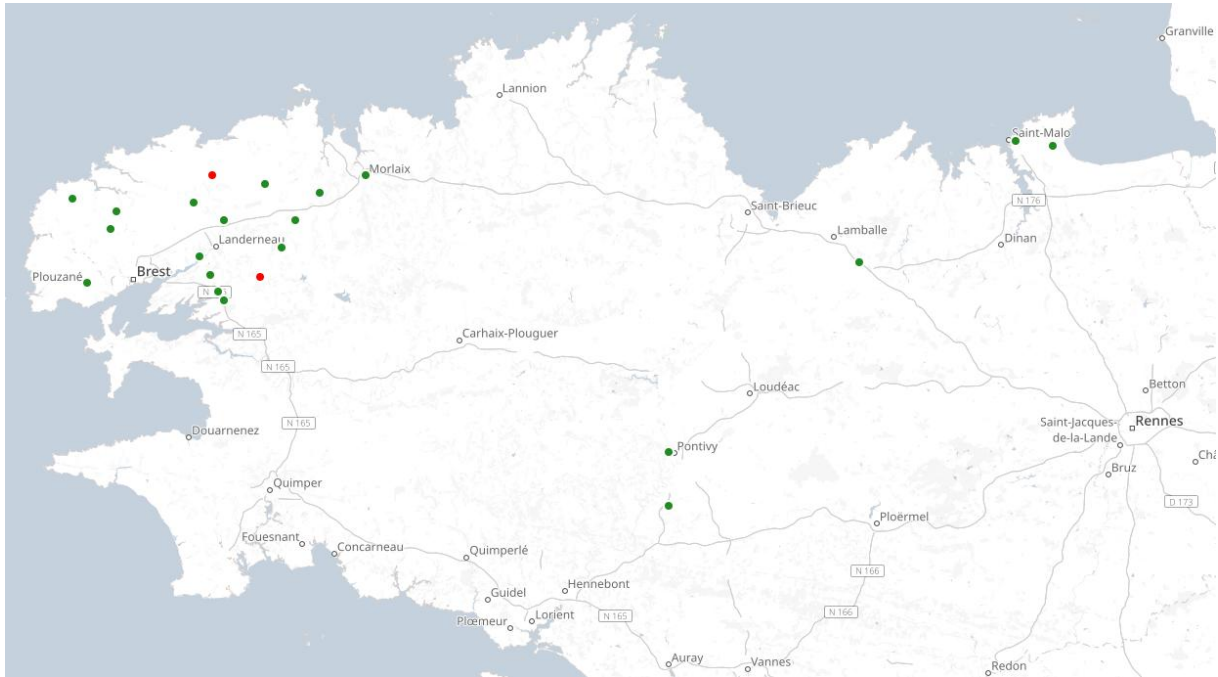 Granville
Lannion
Saint-Malo
Morlaix
N 176
Saint-Brieuc
Lamballe
Dinan
Landerneau
Brest
Plouzané
N 165
Carhaix-Plouguer
N 165
Loudéac
Betton
Saint-Jacques-
de-la-Lande
Rennes
N 165
Douarnenez
Pontivy
Bruz
Quimper
D 173
Ploërmel
Fouesnant
Concarneau
Quimperlé
N 166
Hennebont
Guidel
Lorient
N 165
N 166
Plœmeur
Auray
Vannes
Redon